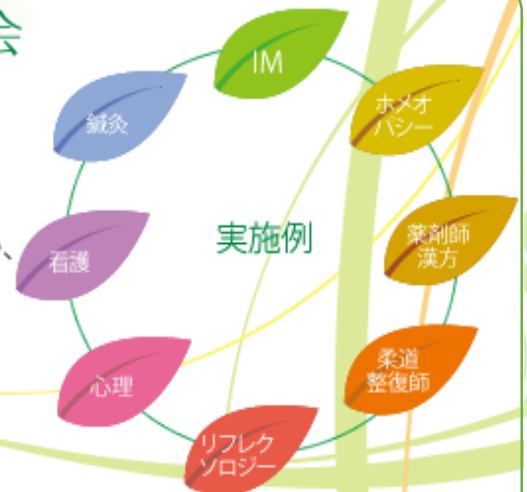 会
IM
ホメオ
パシー
鍼灸
薬剤師
漢方
実施例
看護
柔道
整復師
心理
リフレク
ソロジー